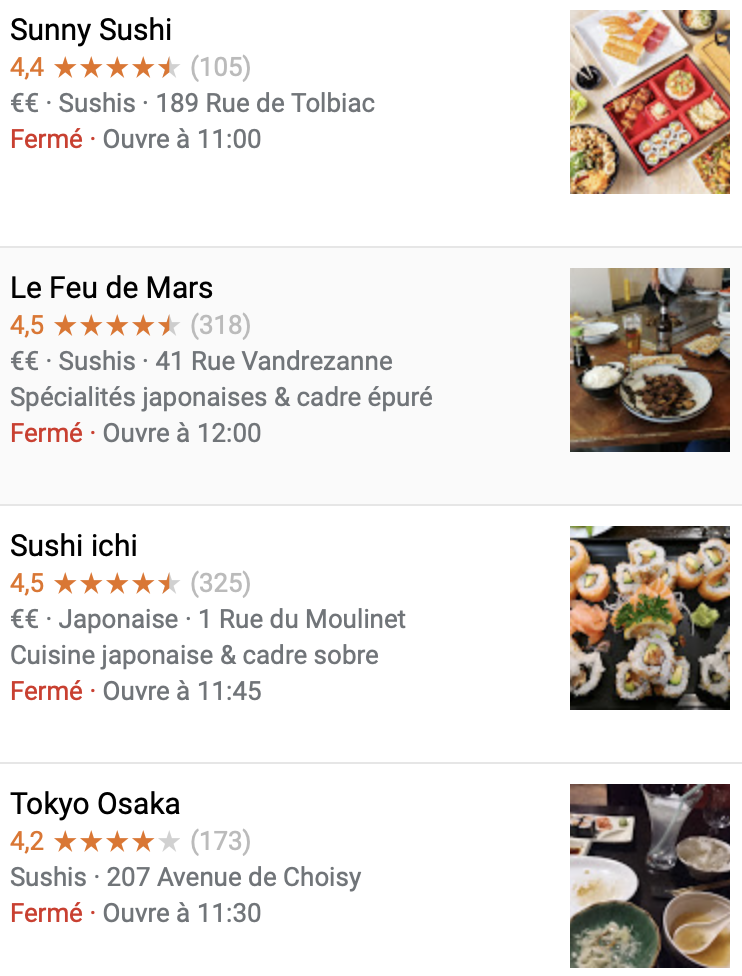 Sunny Sushi
4,4 ★★★★★ (105)
€€ · Sushis · 189 Rue de Tolbiac
Fermé · Ouvre à 11:00
Le Feu de Mars
4,5 ★★★★★ (318)
€€ · Sushis · 41 Rue Vandrezanne
Spécialités japonaises & cadre épuré
Fermé · Ouvre à 12:00
Sushi ichi
4,5 ★★★★★ (325)
€€ · Japonaise · 1 Rue du Moulinet
Cuisine japonaise & cadre sobre
Fermé · Ouvre à 11:45
Tokyo Osaka
4,2 ★★★★★ (173)
Sushis · 207 Avenue de Choisy
Fermé · Ouvre à 11:30